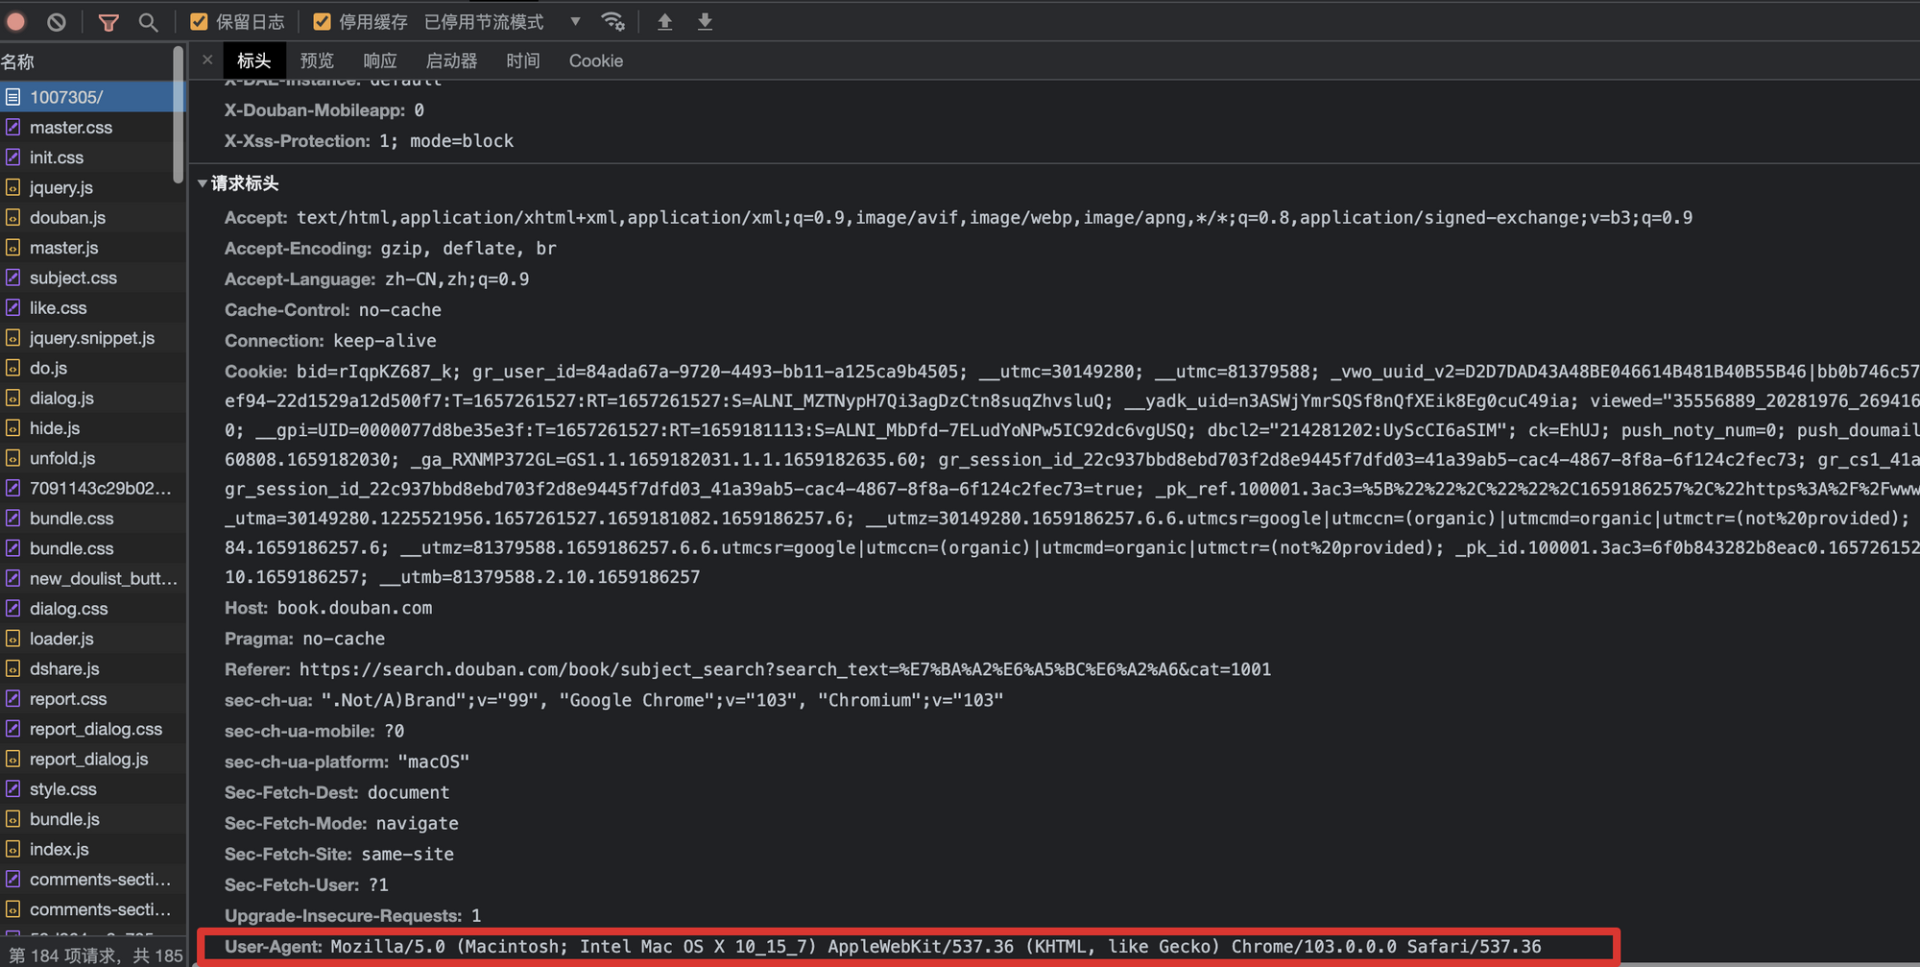 保留日志 停用缓存 已停用节流模式
名称
标头 预览 响应 启动器 时间 Cookie
1007305/
master.css
init.css
jquery.js
douban.js
master.js
subject.css
like.css
jquery.snippet.js
do.js
dialog.js
hide.js
unfold.js
7091143c29b02...
bundle.css
bundle.css
new_doulist_butt...
dialog.css
loader.js
dshare.js
report.css
report_dialog.css
report_dialog.js
style.css
bundle.js
index.js
comments-secti...
comments-secti...
第 184 项请求，共 185
X-DAE-Instance: default
X-Douban-Mobileapp: 0
X-Xss-Protection: 1; mode=block
请求标头
Accept: text/html,application/xhtml+xml,application/xml;q=0.9,image/avif,image/webp,image/apng,*/*;q=0.8,application/signed-exchange;v=b3;q=0.9
Accept-Encoding: gzip, deflate, br
Accept-Language: zh-CN,zh;q=0.9
Cache-Control: no-cache
Connection: keep-alive
Cookie: bid=rIqpKZ687_k; gr_user_id=84ada67a-9720-4493-bb11-a125ca9b4505; __utmc=30149280; __utmc=81379588; _vwo_uuid_v2=D2D7DAD43A48BE046614B481B40B55B46|bb0b746c57
ef94-22d1529a12d500f7:T=1657261527:RT=1657261527:S=ALNI_MZTNypH7Qi3agDzCtn8suqZhvsluQ; __yadk_uid=n3ASWjYmrSQSf8nQfXEik8Eg0cuC49ia; viewed="35556889_20281976_269416
0; __gpi=UID=0000077d8be35e3f:T=1657261527:RT=1659181113:S=ALNI_MbDfd-7ELudYoNPw5IC92dc6vgUSQ; dbcl2="214281202:UyScCI6aSIM"; ck=EhUJ; push_noty_num=0; push_doumail
60808.1659182030; _ga_RXNMP372GL=GS1.1.1659182031.1.1.1659182635.60; gr_session_id_22c937bbd8ebd703f2d8e9445f7dfd03=41a39ab5-cac4-4867-8f8a-6f124c2fec73; gr_cs1_41a
gr_session_id_22c937bbd8ebd703f2d8e9445f7dfd03_41a39ab5-cac4-4867-8f8a-6f124c2fec73=true; _pk_ref.100001.3ac3=%5B%22%22%2C%22%22%2C1659186257%2C%22https%3A%2F%2Fwww
_utma=30149280.1225521956.1657261527.1659181082.1659186257.6; __utmz=30149280.1659186257.6.6.utmcsr=google|utmccn=(organic)|utmcmd=organic|utmctr=(not%20provided);
84.1659186257.6; __utmz=81379588.1659186257.6.6.utmcsr=google|utmccn=(organic)|utmcmd=organic|utmctr=(not%20provided); _pk_id.100001.3ac3=6f0b843282b8eac0.165726152
10.1659186257; __utmb=81379588.2.10.1659186257
Host: book.douban.com
Pragma: no-cache
Referer: https://search.douban.com/book/subject_search?search_text=%E7%BA%A2%E6%A5%BC%E6%A2%A6&cat=1001
sec-ch-ua: ".Not/A)Brand";v="99", "Google Chrome";v="103", "Chromium";v="103"
sec-ch-ua-mobile: ?0
sec-ch-ua-platform: "macOS"
Sec-Fetch-Dest: document
Sec-Fetch-Mode: navigate
Sec-Fetch-Site: same-site
Sec-Fetch-User: ?1
Upgrade-Insecure-Requests: 1
User-Agent: Mozilla/5.0 (Macintosh; Intel Mac OS X 10_15_7) AppleWebKit/537.36 (KHTML, like Gecko) Chrome/103.0.0.0 Safari/537.36